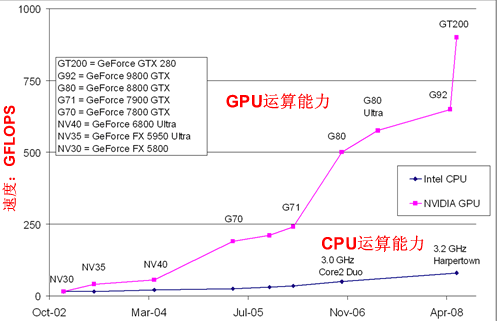 1000
750
500
250
0
速度：GFLOPS
GT200 = GeForce GTX 280
G92 = GeForce 9800 GTX
G80 = GeForce 8800 GTX
G71 = GeForce 7900 GTX
G70 = GeForce 7800 GTX
NV40 = GeForce 6800 Ultra
NV35 = GeForce FX 5950 Ultra
NV30 = GeForce FX 5800
GT200
GPU运算能力
G80
Ultra
G92
G80
Intel CPU
NVIDIA GPU
G71
G70
CPU运算能力
NV40
NV35
NV30
3.0 GHz
Core2 Duo
3.2 GHz
Harpertown
Oct-02
Mar-04
Jul-05
Nov-06
Apr-08